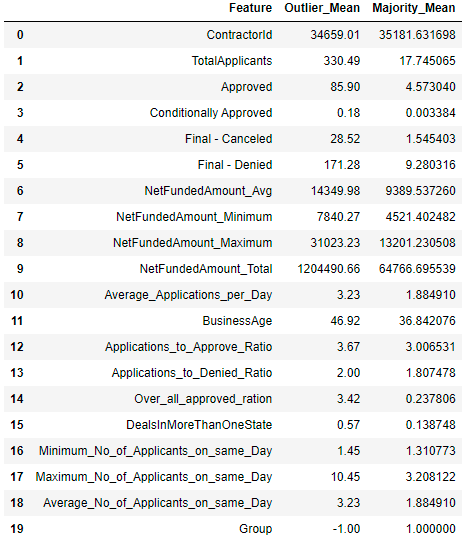 Feature Outlier_Mean Majority_Mean
0 ContractorId 34659.01 35181.631698
1 TotalApplicants 330.49 17.745065
2 Approved 85.90 4.573040
3 Conditionally Approved 0.18 0.003384
4 Final - Canceled 28.52 1.545403
5 Final - Denied 171.28 9.280316
6 NetFundedAmount_Avg 14349.98 9389.537260
7 NetFundedAmount_Minimum 7840.27 4521.402482
8 NetFundedAmount_Maximum 31023.23 13201.230508
9 NetFundedAmount_Total 1204490.66 64766.695539
10 Average_Applications_per_Day 3.23 1.884910
11 BusinessAge 46.92 36.842076
12 Applications_to_Approve_Ratio 3.67 3.006531
13 Applications_to_Denied_Ratio 2.00 1.807478
14 Over_all_approved_ration 3.42 0.237806
15 DealsInMoreThanOneState 0.57 0.138748
16 Minimum_No_of_Applicants_on_same_Day 1.45 1.310773
17 Maximum_No_of_Applicants_on_same_Day 10.45 3.208122
18 Average_No_of_Applicants_on_same_Day 3.23 1.884910
19 Group -1.00 1.000000